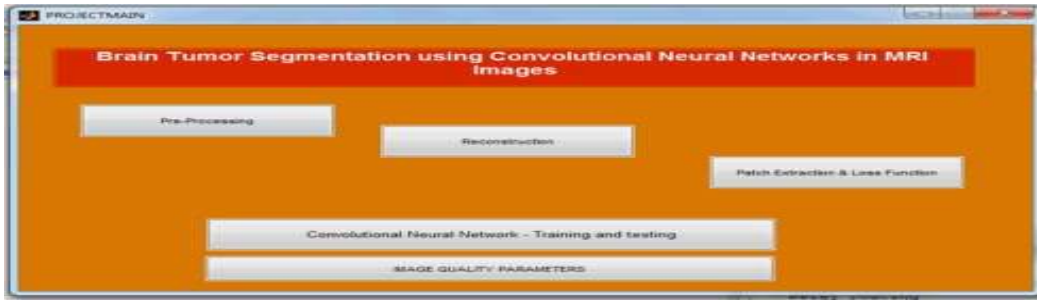 PROJECTMAIN
Brain Tumor Segmentation using Convolutional Neural Networks in MRI
Images
Pre-Processing
Reconstruction
Patch Extraction & Loss Function
Convolutional Neural Network - Training and testing
IMAGE QUALITY PARAMETERS